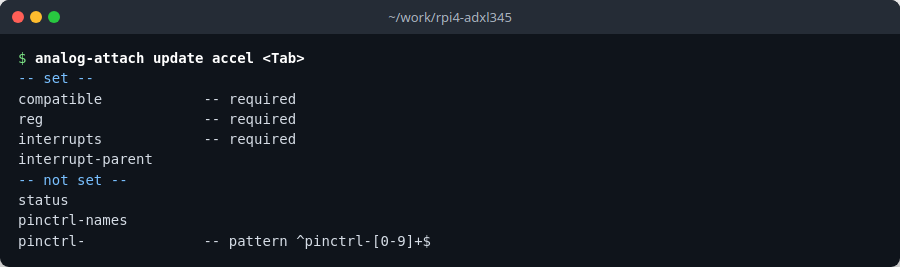 ~/work/rpi4-adxl345
$ analog-attach update accel <Tab>
-- set --
compatible            -- required
reg                   -- required
interrupts            -- required
interrupt-parent
-- not set --
status
pinctrl-names
pinctrl-              -- pattern ^pinctrl-[0-9]+$